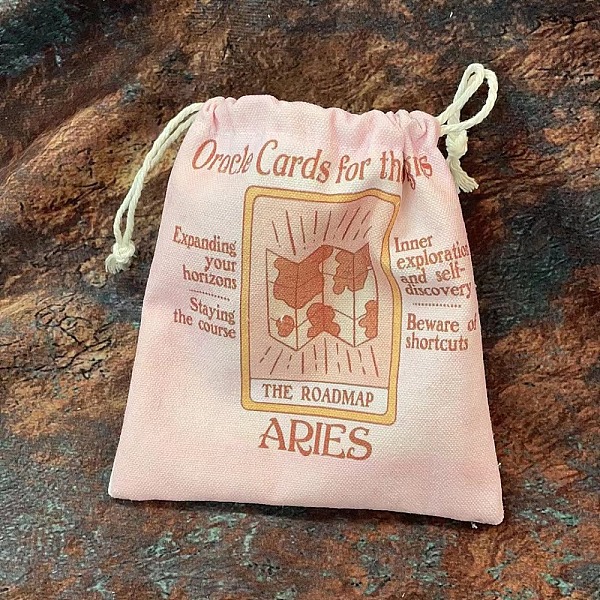 Oracle Cards for
Expanding
your
horizons
Staying
the course
Inner
exploration
and self-
discovery
Beware of
shortcuts
THE ROADMAP
ARIES